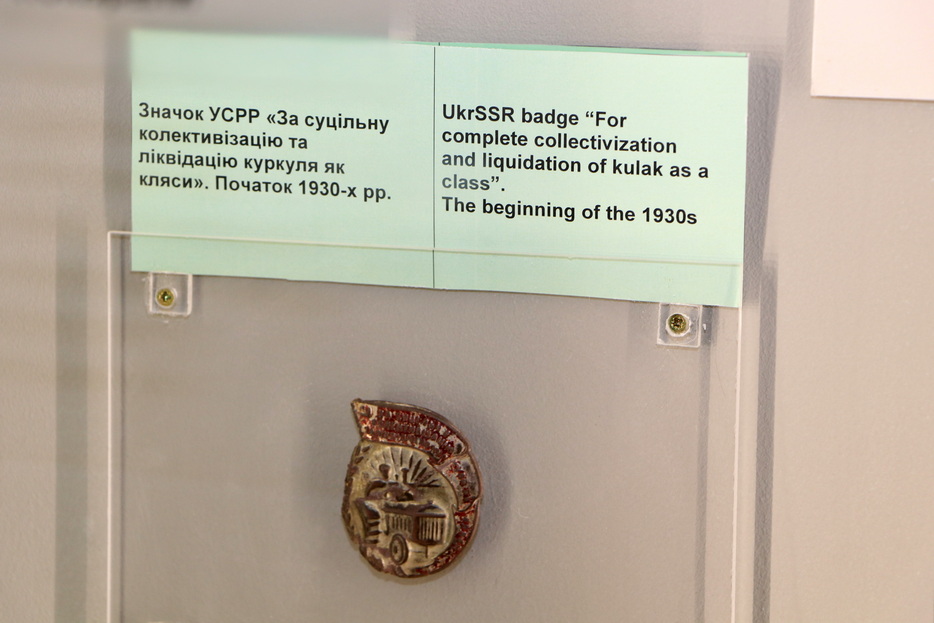 Значок УСРР «За суцільну
колективізацію та
ліквідацію куркуля як
кляси». Початок 1930-х рр.
UkrSSR badge “For
complete collectivization
and liquidation of kulak as a
class”.
The beginning of the 1930s